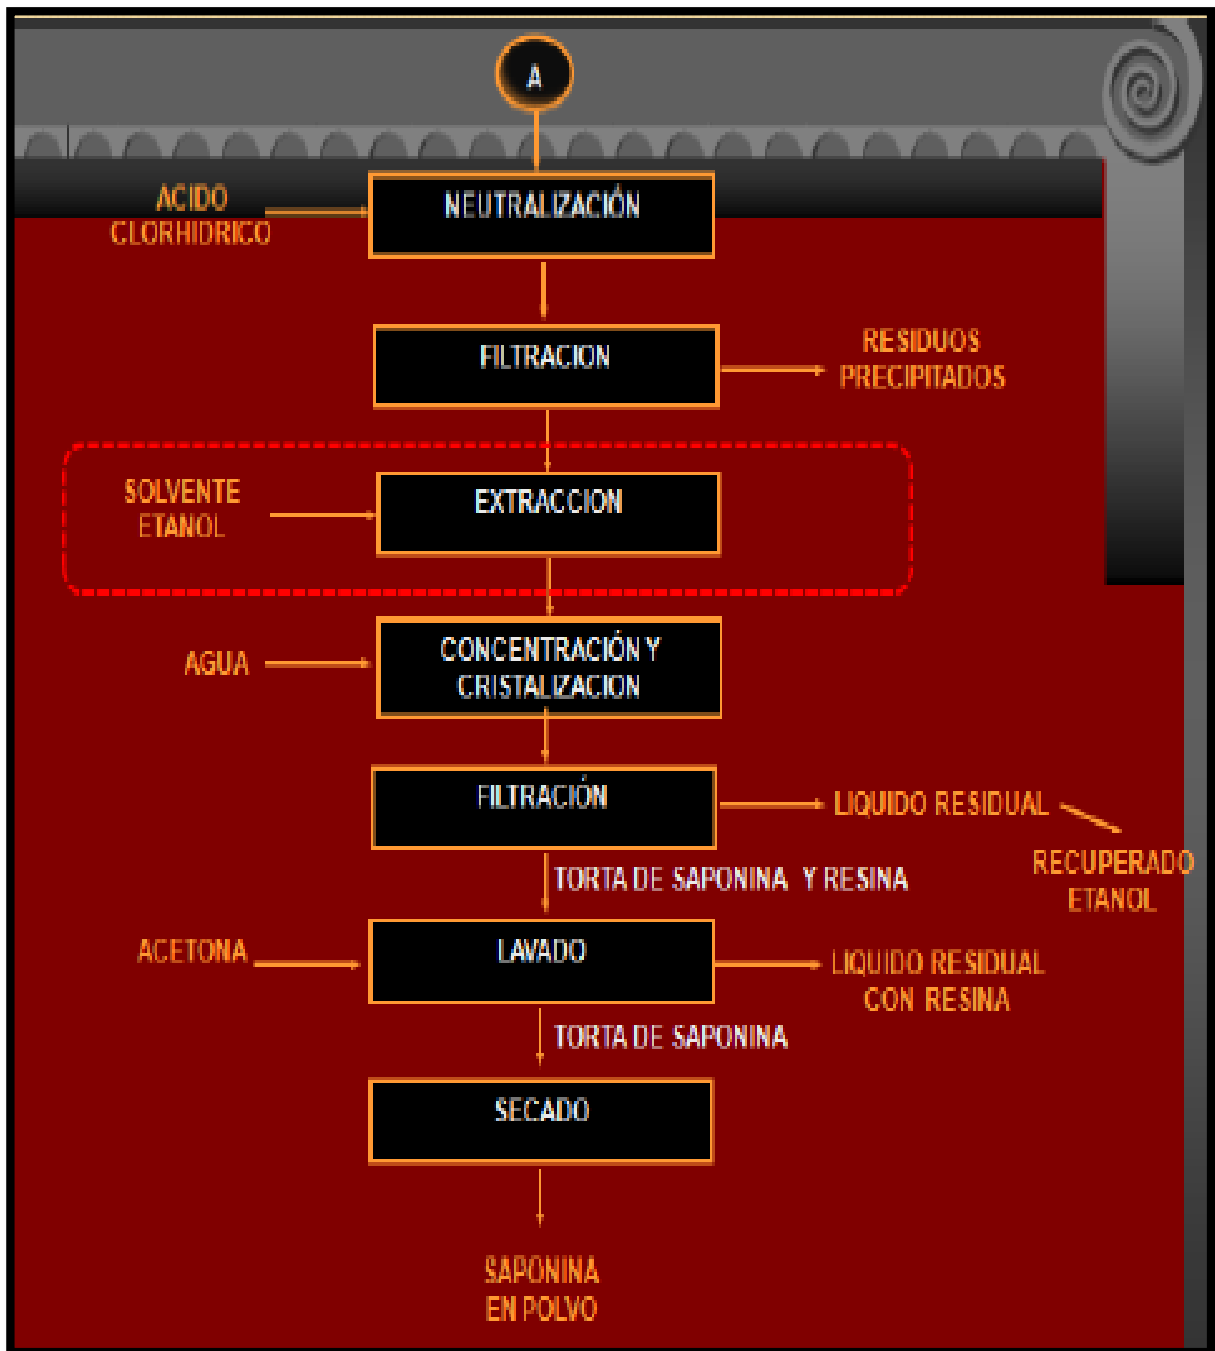 A
NEUTRALIZACIÓN
ACIDO
CLORHIDRICO
FILTRACION
RESIDUOS
PRECIPITADOS
SOLVENTE
ETANOL
EXTRACCION
AGUA
CONCENTRACIÓN Y
CRISTALIZACION
FILTRACIÓN
LIQUIDO RESIDUAL
RECUPERADO
ETANOL
TORTA DE SAPONINA Y RESINA
ACETONA
LAVADO
LIQUIDO RESIDUAL
CON RESINA
TORTA DE SAPONINA
SECADO
SAPONINA
EN POLVO